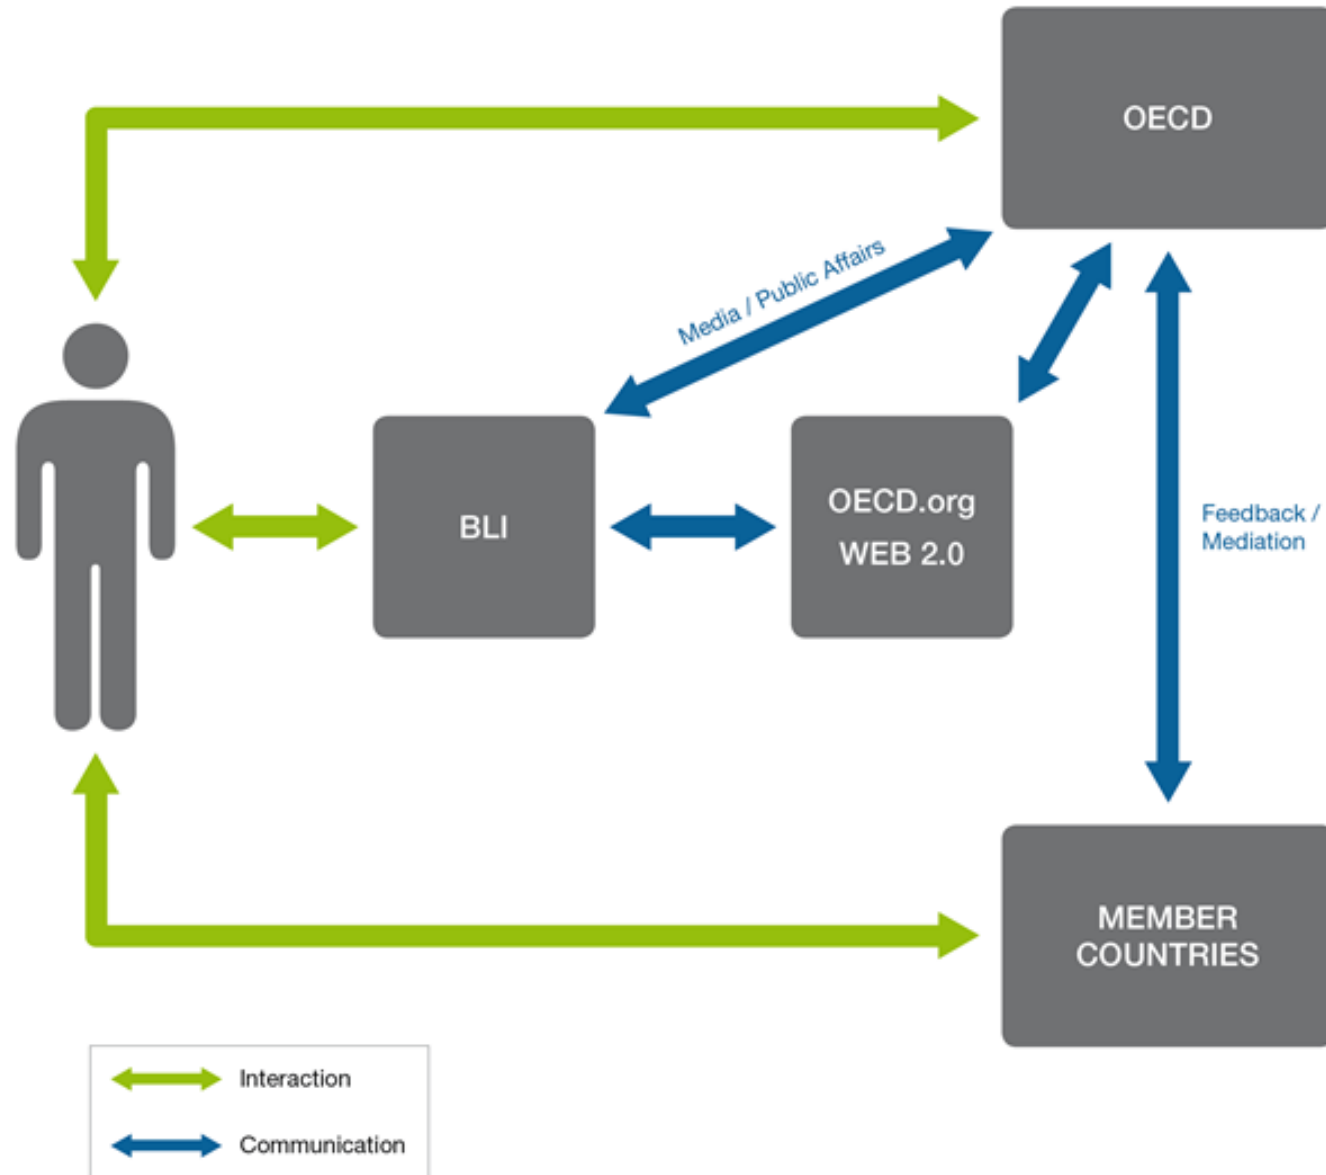 OECD
Media / Public Affairs
BLI
OECD.org
WEB 2.0
Feedback /
Mediation
MEMBER
COUNTRIES
Interaction
Communication